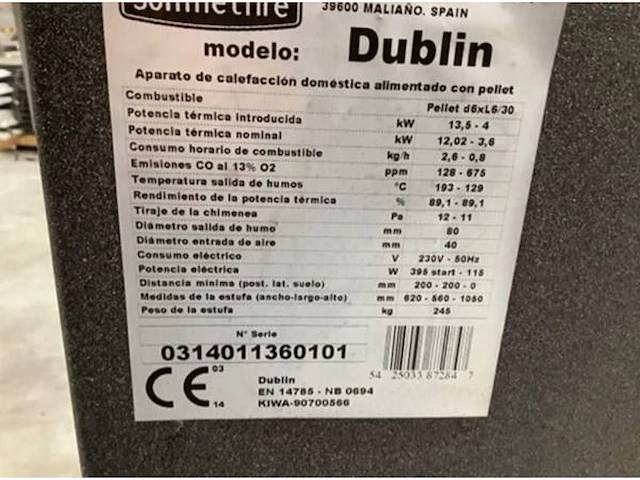 39600 MALIAÑO. SPAIN
modelo: Dublin
Aparato de calefacción doméstica alimentado con pellet
Combustible Pellet d6xL6/30
Potencia térmica introducida kW 13,5 - 4
Potencia térmica nominal kW 12,02 - 3,6
Consumo horario de combustible kg/h 2,6 - 0,8
Emisiones CO al 13% O2 ppm 128 - 675
Temperatura salida de humos °C 193 - 129
Rendimiento de la potencia térmica % 89,1 - 89,1
Tiraje de la chimenea Pa 12 - 11
Diámetro salida de humo mm 80
Diámetro entrada de aire mm 40
Consumo eléctrico V 230V - 50Hz
Potencia eléctrica W 395 start - 115
Distancia mínima (post. lat. suelo) mm 200 - 200 - 0
Medidas de la estufa (ancho-largo-alto) mm 620 - 560 - 1050
Peso de la estufa kg 245
N° Serie
0314011360101
CE 03 14
Dublin
EN 14785 - NB 0694
KIWA-90700566
5425033872847